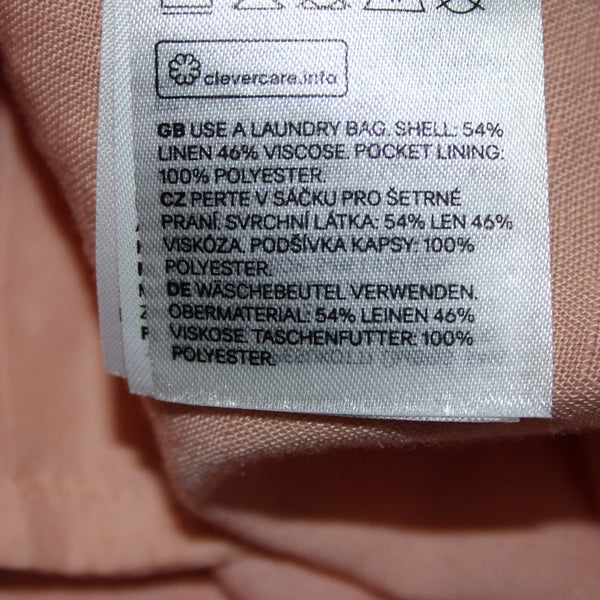 clevercare.info
GB USE A LAUNDRY BAG. SHELL: 54%
LINEN 46% VISCOSE. POCKET LINING:
100% POLYESTER.
CZ PERTE V SÁČKU PRO ŠETRNÉ
PRANÍ. SVRCHNÍ LÁTKA: 54% LEN 46%
VISKÓZA. PODŠÍVKA KAPSY: 100%
POLYESTER.
DE WÄSCHEBEUTEL VERWENDEN.
OBERMATERIAL: 54% LEINEN 46%
VISKOSE. TASCHENFUTTER: 100%
POLYESTER.